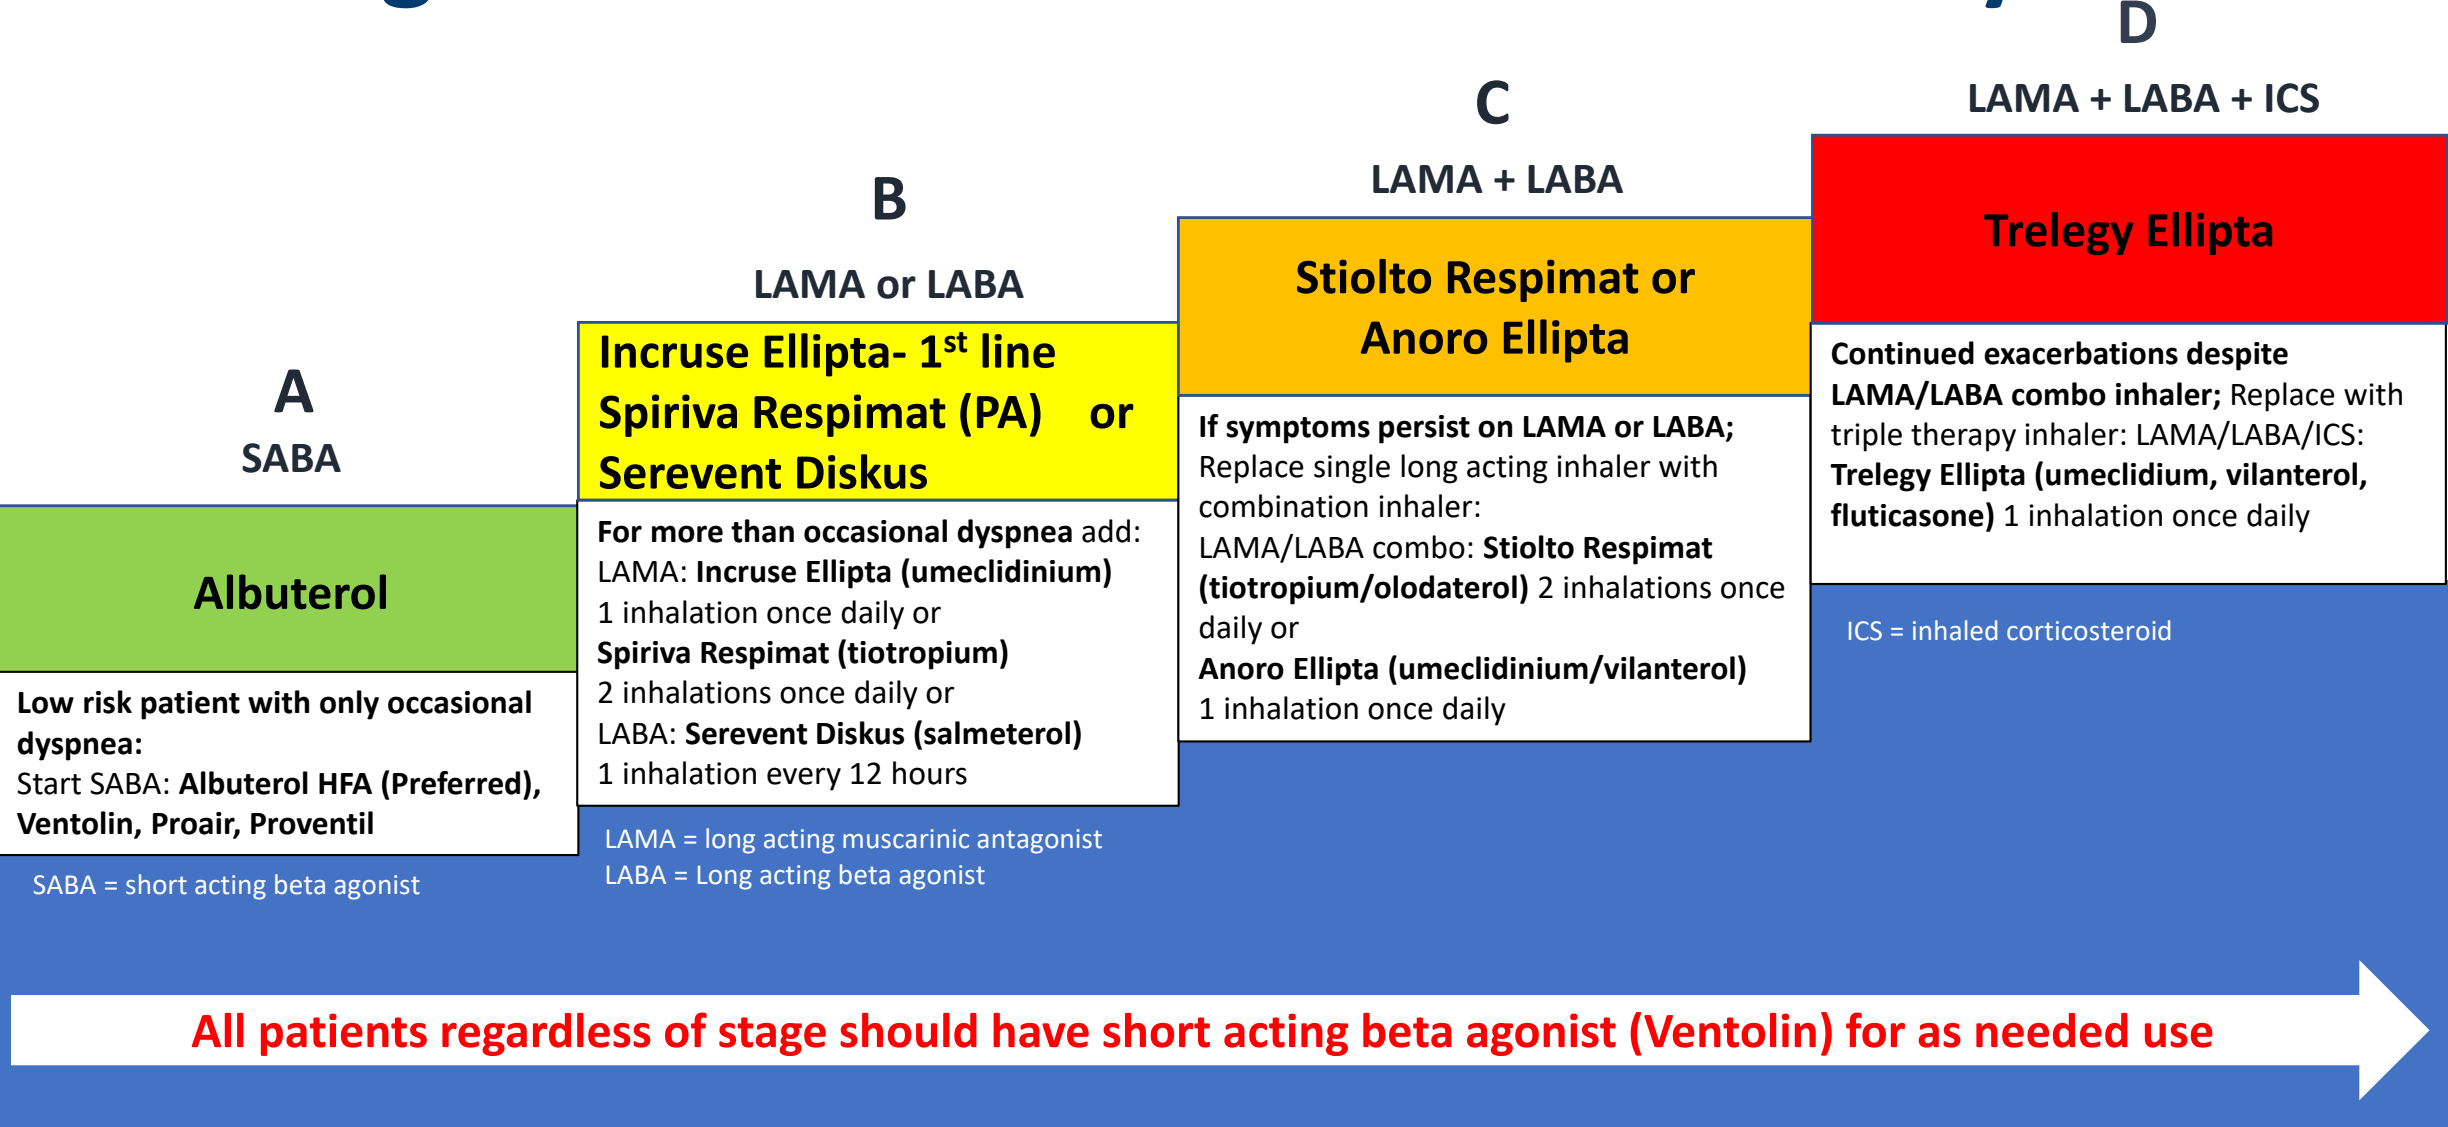 A
SABA
Albuterol
Low risk patient with only occasional
dyspnea:
Start SABA: Albuterol HFA (Preferred),
Ventolin, Proair, Proventil
SABA = short acting beta agonist
B
LAMA or LABA
Incruse Ellipta- 1st line
Spiriva Respimat (PA) or
Serevent Diskus
For more than occasional dyspnea add:
LAMA: Incruse Ellipta (umeclidinium)
1 inhalation once daily or
Spiriva Respimat (tiotropium)
2 inhalations once daily or
LABA: Serevent Diskus (salmeterol)
1 inhalation every 12 hours
LAMA = long acting muscarinic antagonist
LABA = Long acting beta agonist
C
LAMA + LABA
Stiolto Respimat or
Anoro Ellipta
If symptoms persist on LAMA or LABA;
Replace single long acting inhaler with
combination inhaler:
LAMA/LABA combo: Stiolto Respimat
(tiotropium/olodaterol) 2 inhalations once
daily or
Anoro Ellipta (umeclidinium/vilanterol)
1 inhalation once daily
D
LAMA + LABA + ICS
Trelegy Ellipta
Continued exacerbations despite
LAMA/LABA combo inhaler; Replace with
triple therapy inhaler: LAMA/LABA/ICS:
Trelegy Ellipta (umeclidium, vilanterol,
fluticasone) 1 inhalation once daily
ICS = inhaled corticosteroid
All patients regardless of stage should have short acting beta agonist (Ventolin) for as needed use